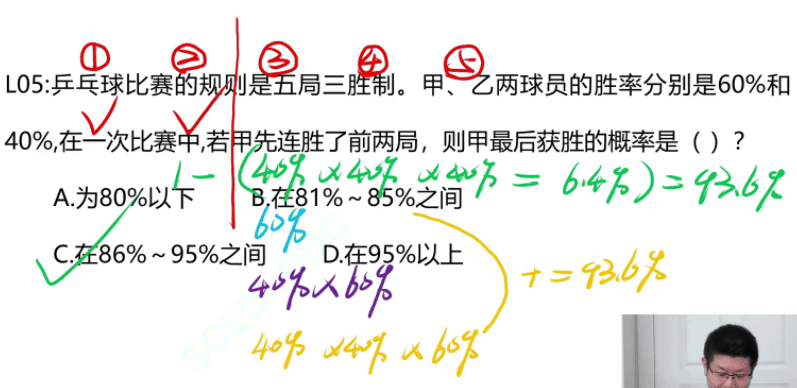 ① ② ③ ④ ⑤
L05:乒乓球比赛的规则是五局三胜制。甲、乙两球员的胜率分别是60%和
40%,在一次比赛中,若甲先连胜了前两局，则甲最后获胜的概率是（ ）？
1-(40% × 40% × 40% = 6.4%) = 93.6%
A.为80%以下 B.在81%～85%之间
60%
C.在86%～95%之间 D.在95%以上
+ = 93.6%
40% × 60%
40% × 40% × 60%